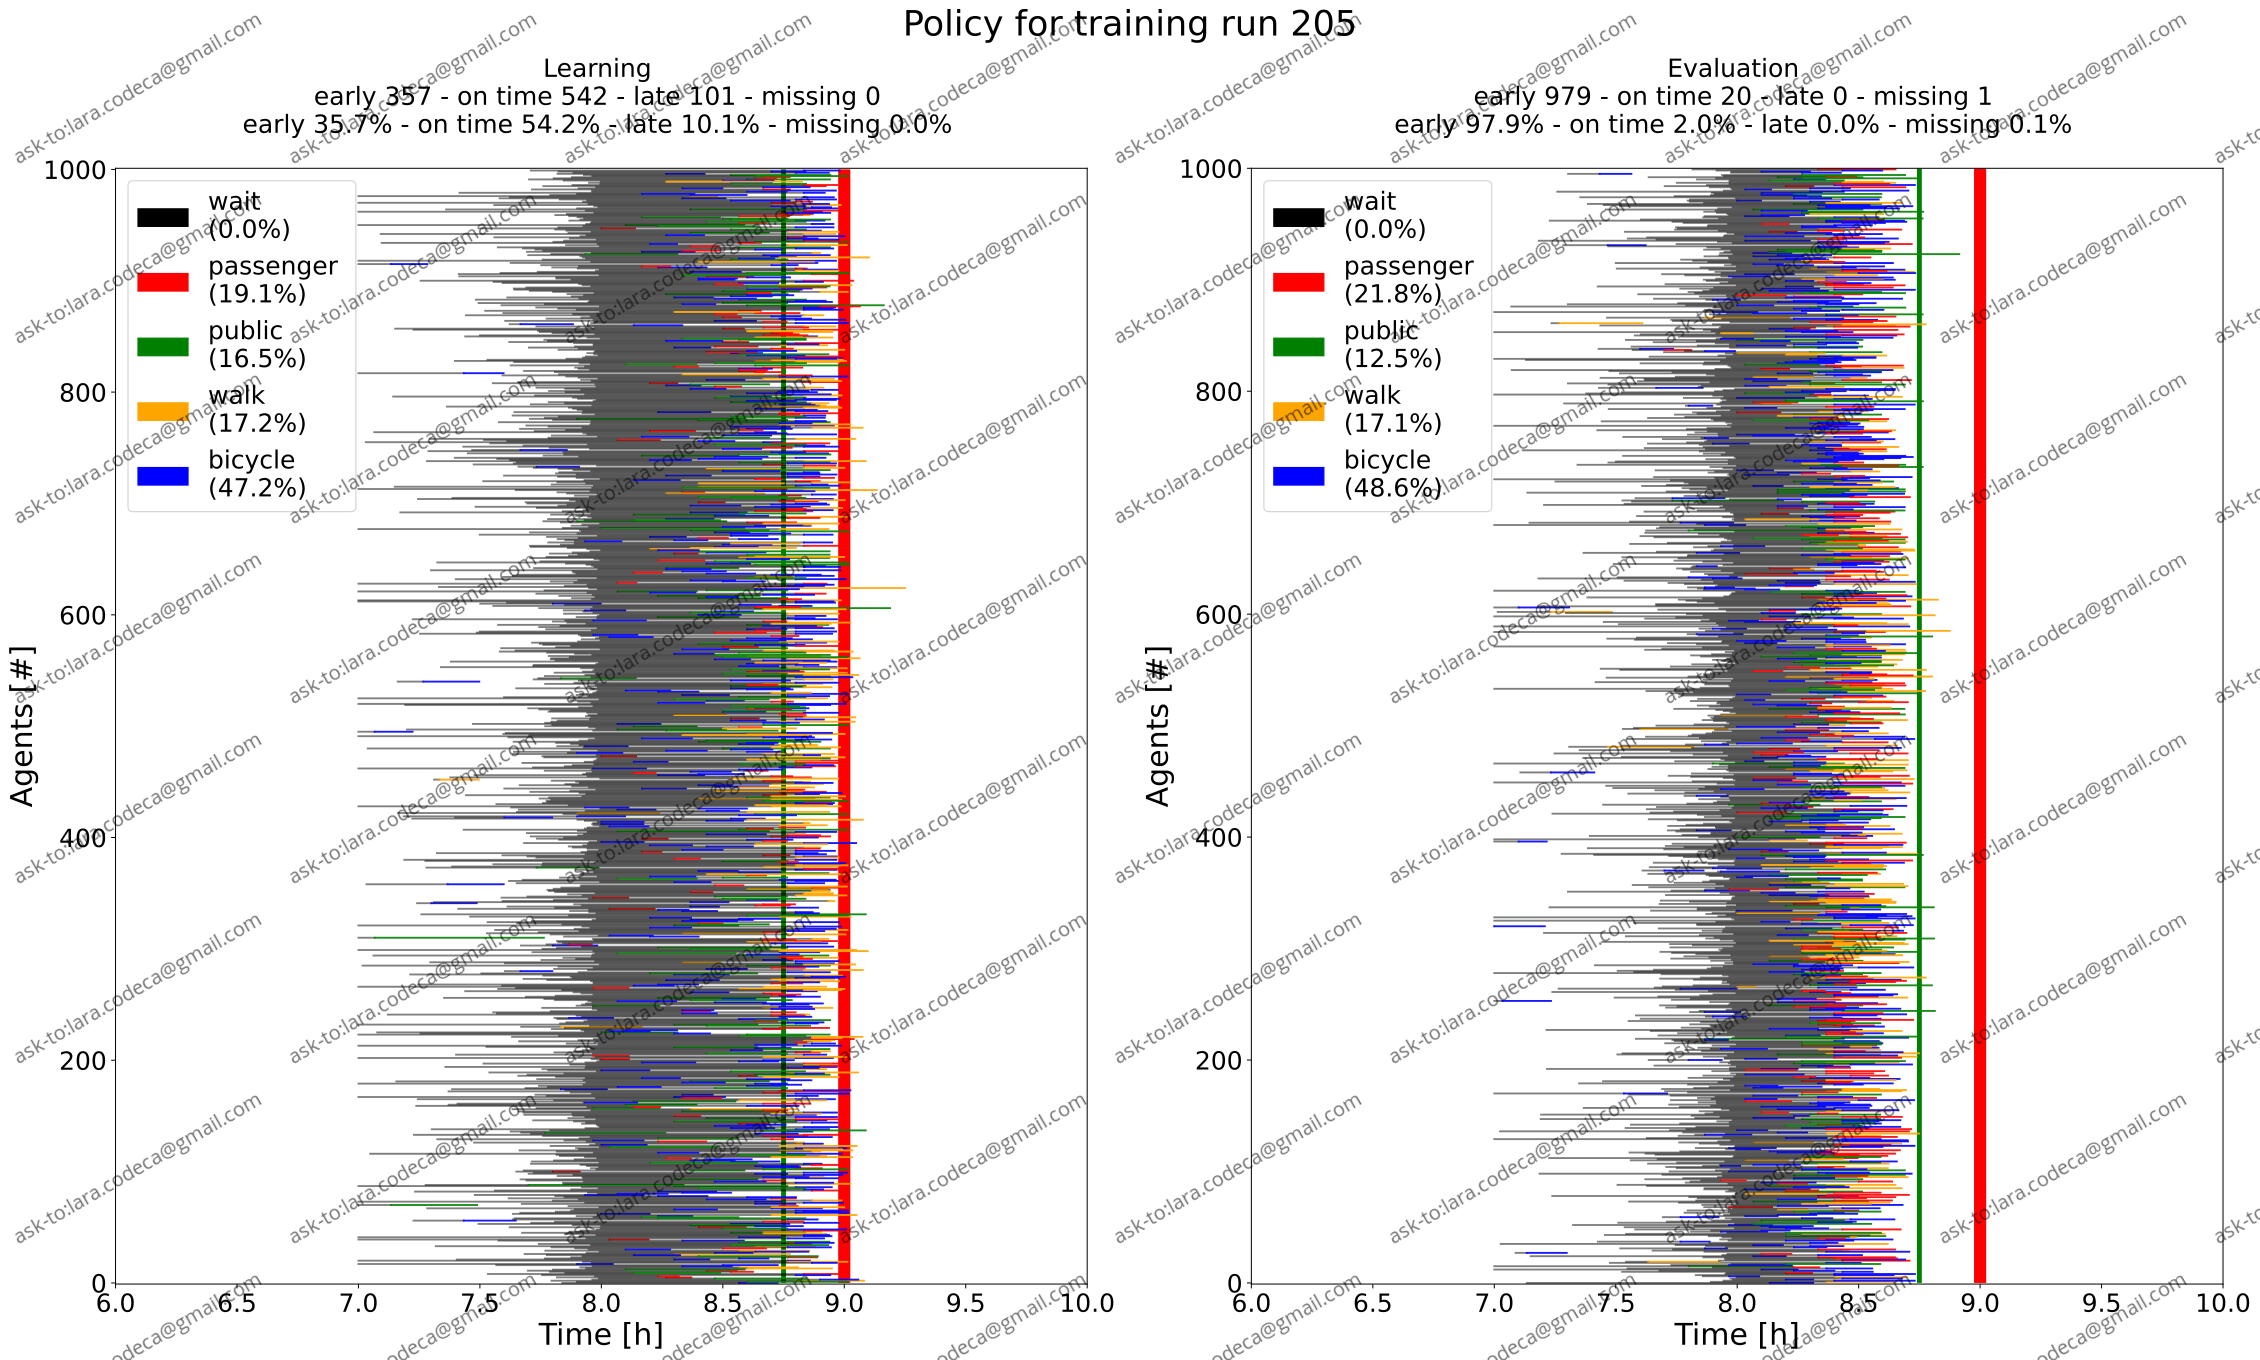 Policy for training run 205
Learning
early 357 - on time 542 - late 101 - missing 0
early 35.7% - on time 54.2% - late 10.1% - missing 0.0%
1000
800
600
400
200
0
Agents [#]
wait
(0.0%)
passenger
(19.1%)
public
(16.5%)
walk
(17.2%)
bicycle
(47.2%)
6.0 6.5 7.0 7.5 8.0 8.5 9.0 9.5 10.0
Time [h]
Evaluation
early 979 - on time 20 - late 0 - missing 1
early 97.9% - on time 2.0% - late 0.0% - missing 0.1%
1000
800
600
400
200
0
Agents [#]
wait
(0.0%)
passenger
(21.8%)
public
(12.5%)
walk
(17.1%)
bicycle
(48.6%)
6.0 6.5 7.0 7.5 8.0 8.5 9.0 9.5 10.0
Time [h]
ask-to:lara.codeca@gmail.com